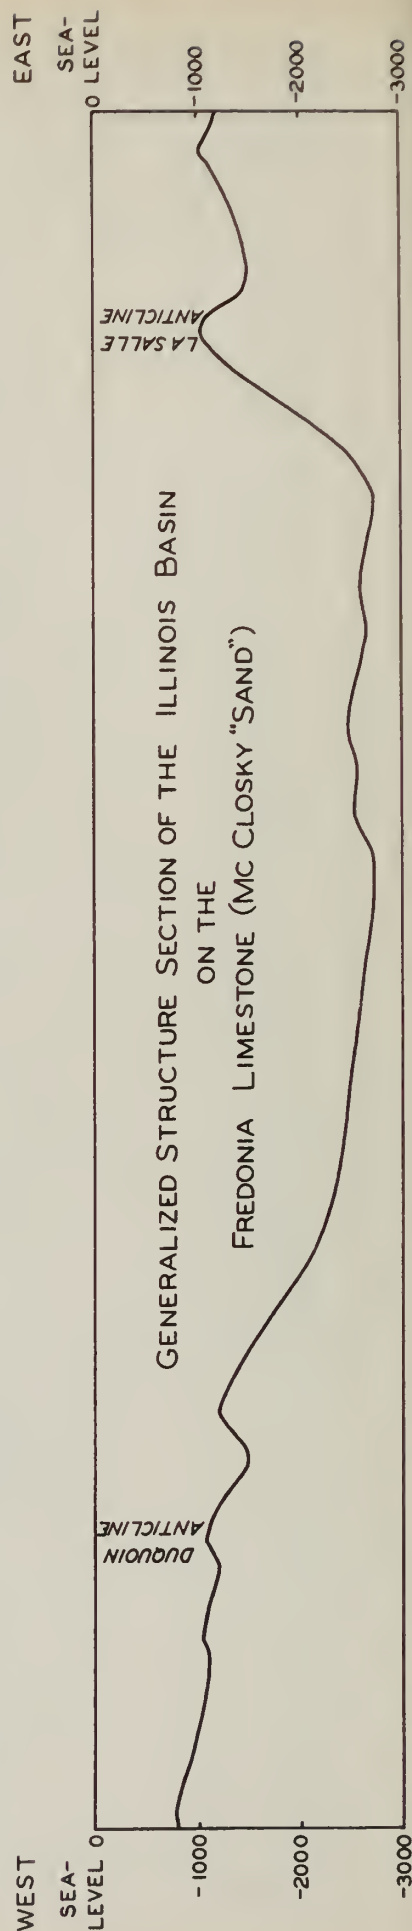 WEST
SEA-
LEVEL
0
-1000
-2000
-3000
DUQUOIN
ANTICLINE
GENERALIZED STRUCTURE SECTION OF THE ILLINOIS BASIN
ON THE
FREDONIA LIMESTONE (MC CLOSKY "SAND")
LA SALLE
ANTICLINE
EAST
SEA-
LEVEL
0
-1000
-2000
-3000